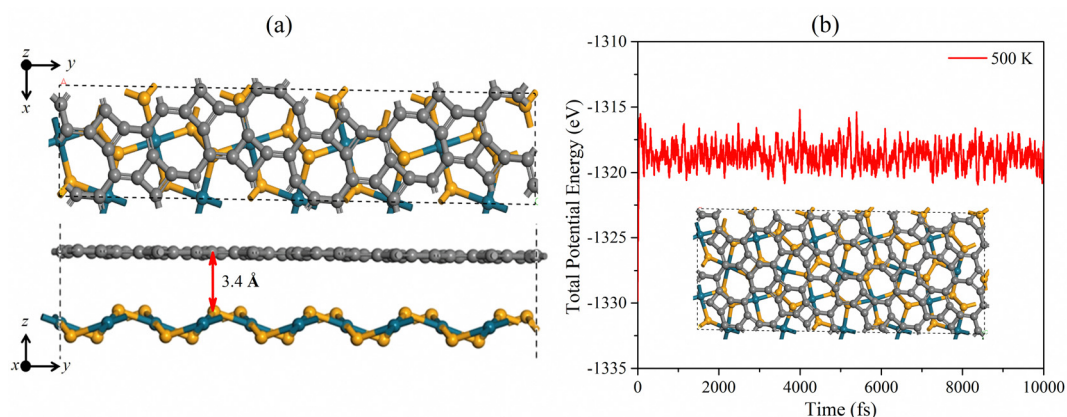 (a)
z
y
x
A
3.4 Å
z
x
y
(b)
-1310
-1315
-1320
-1325
-1330
-1335
Total Potential Energy (eV)
500 K
0
2000
4000
6000
8000
10000
Time (fs)